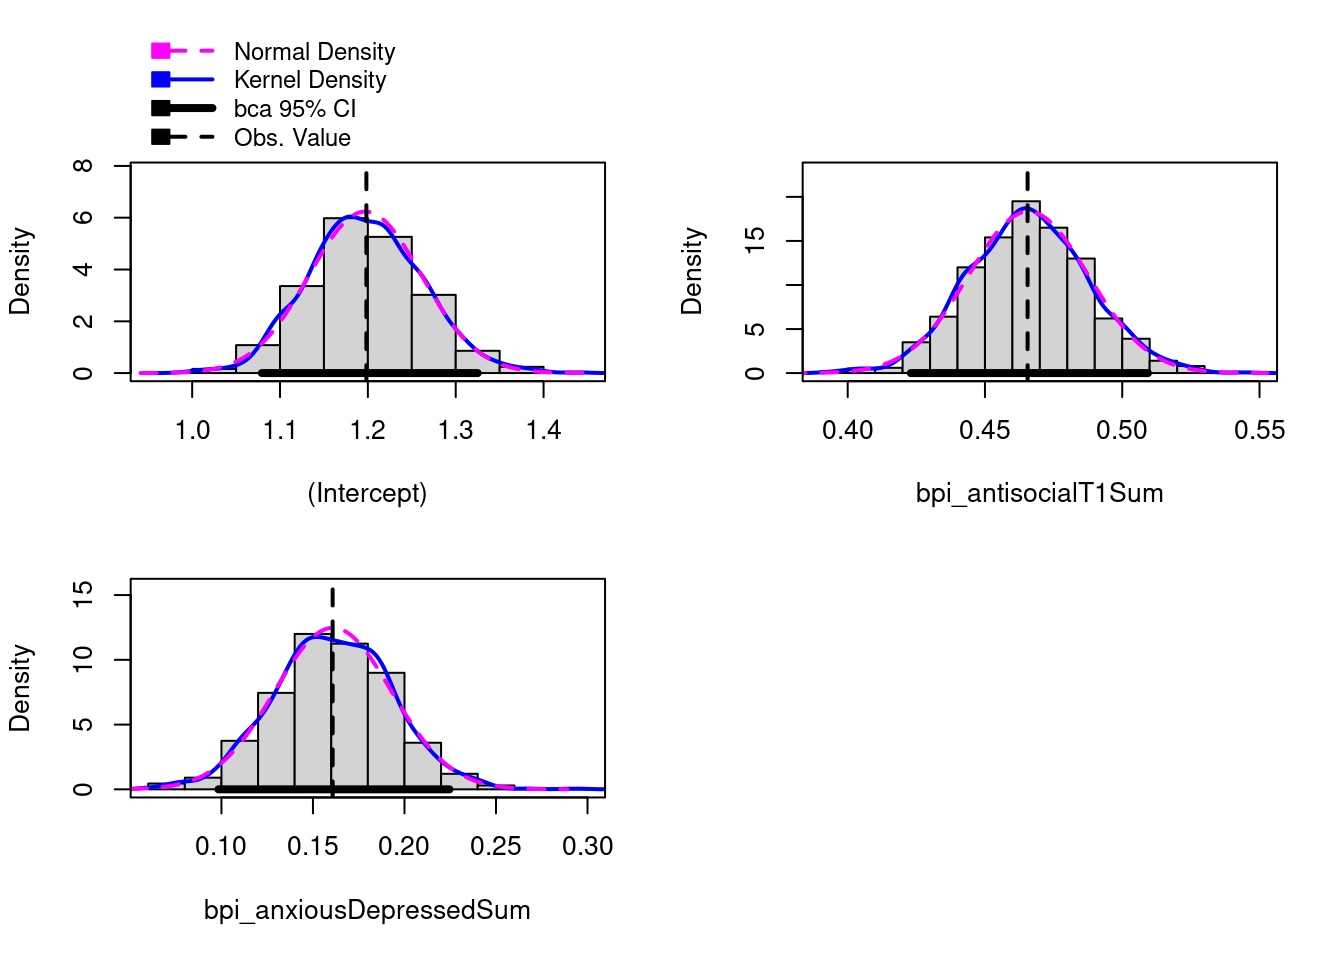 Normal Density
Kernel Density
bca 95% CI
Obs. Value
Density
0 2 4 6 8
1.0 1.1 1.2 1.3 1.4
(Intercept)
Density
5 15
0 
0.40 0.45 0.50 0.55
bpi_antisocialT1Sum
Density
0 5 10 15
0.10 0.15 0.20 0.25 0.30
bpi_anxiousDepressedSum